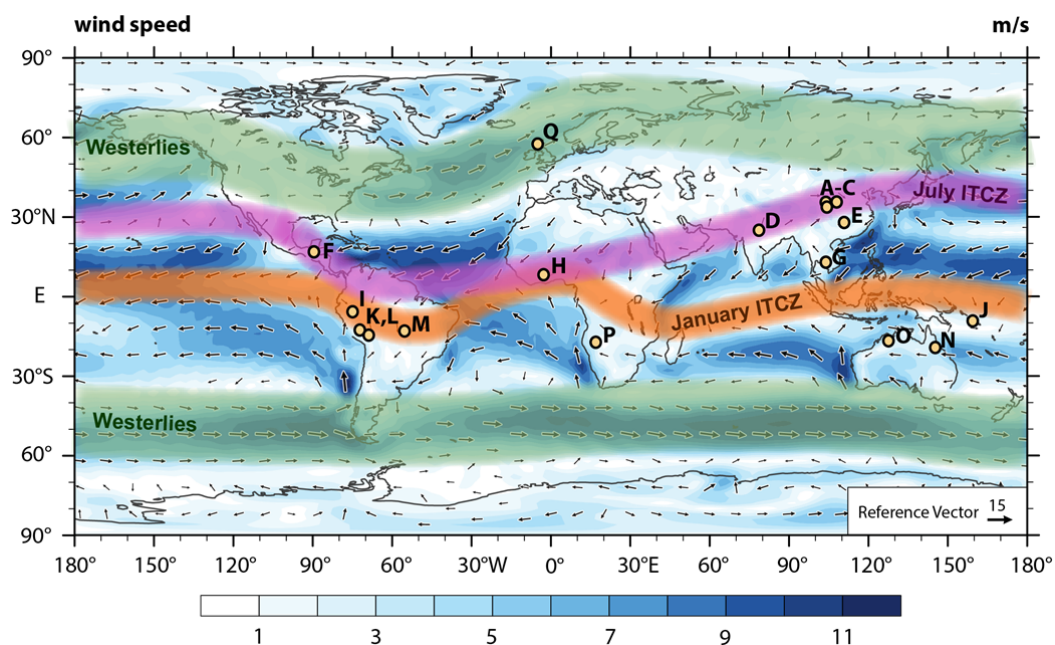 wind speed m/s
90°
60°
30°N
E
30°S
60°
90°
Westerlies
Westerlies
July ITCZ
January ITCZ
Q
A-C
E
D
F
G
H
I
K,L
M
J
P
O
N
Reference Vector 15
180° 150° 120° 90° 60° 30°W 0° 30°E 60° 90° 120° 150° 180°
1 3 5 7 9 11